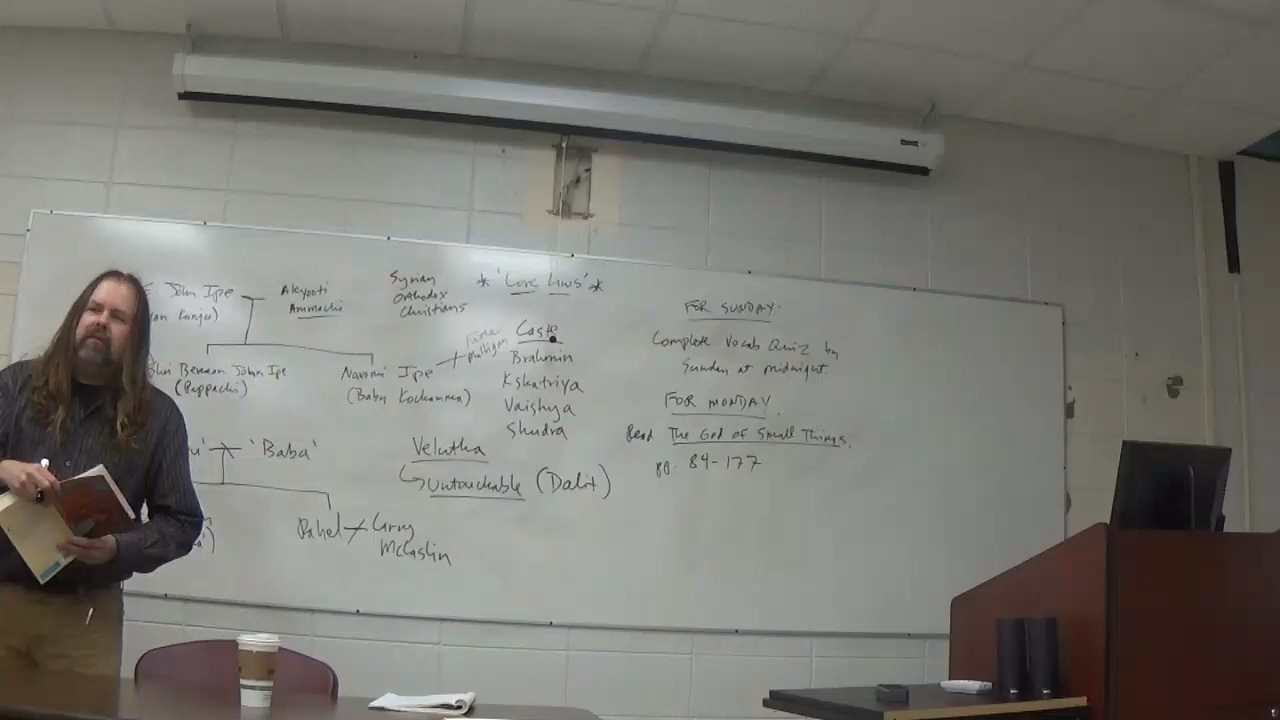 John Ipe
Aleyooti
Ammachi
Syrian
Orthodox
Christians
* 'Love Laws' *
Caste
Brahmin
Kshatriya
Vaishya
Shudra
Father
Mulligan
Benaan John Ipe
(Pappachi)
Navomi Ipe
(Baby Kochamma)
'Baba'
Velutha
Untouchable (Dalit)
Rahel
Larry
McCaslin
FOR SUNDAY:
Complete Vocab Quiz by
Sunday at midnight
FOR MONDAY
Read The God of Small Things,
pp. 84-177